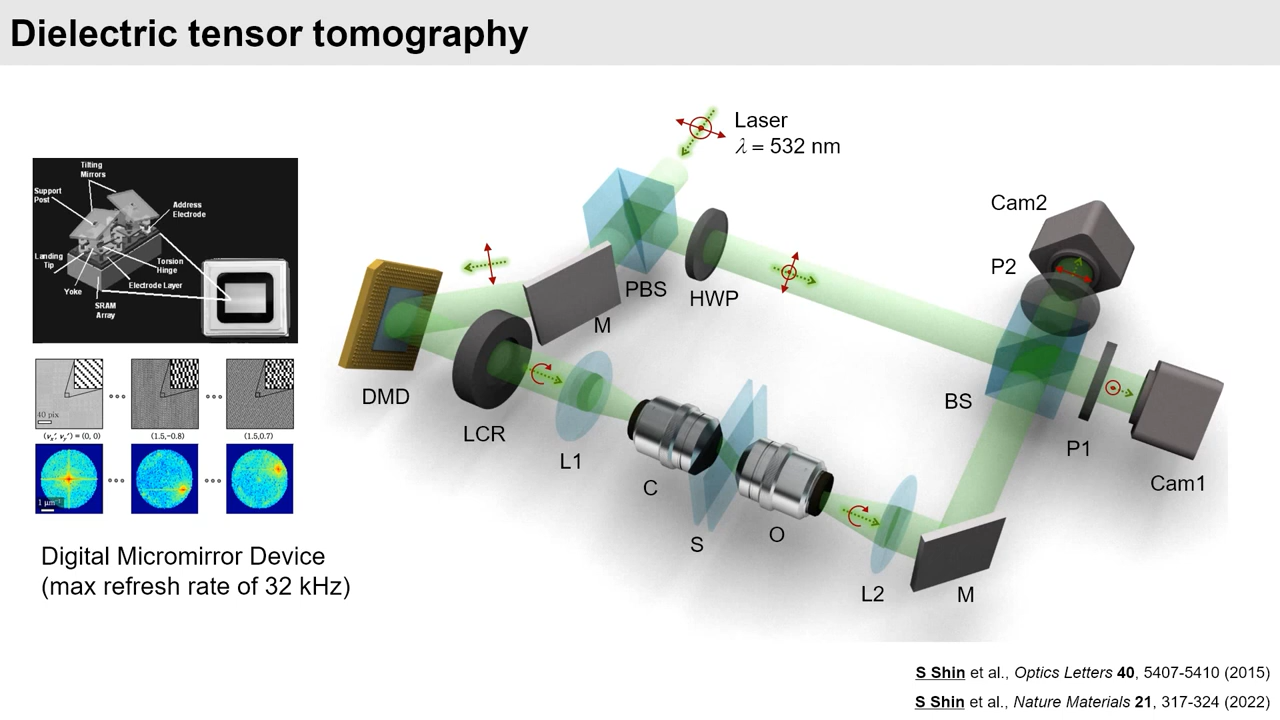 Dielectric tensor tomography
Laser
λ = 532 nm
Tilting
Mirrors
Support
Post
Address
Electrode
Landing
Tip
Torsion
Hinge
Yoke
Electrode Layer
SRAM
Array
40 pix
(νx', νy') = (0, 0)
(1.5,−0.8)
(1.5,0.7)
1 μm⁻¹
Digital Micromirror Device
(max refresh rate of 32 kHz)
PBS
HWP
M
DMD
LCR
L1
C
S
O
L2
M
BS
P1
Cam1
P2
Cam2
S Shin et al., Optics Letters 40, 5407-5410 (2015)
S Shin et al., Nature Materials 21, 317-324 (2022)